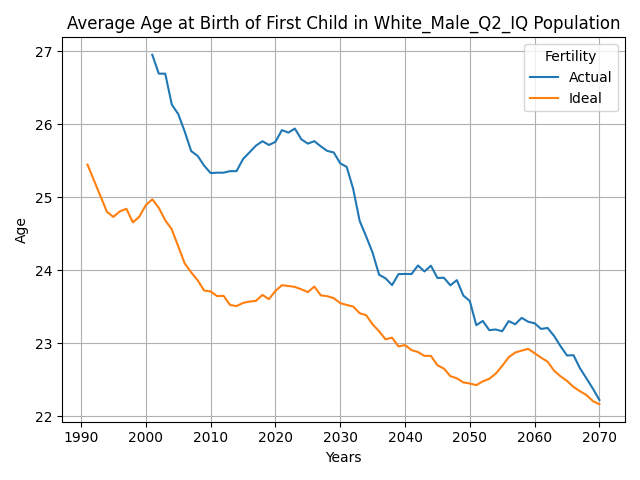 Average Age at Birth of First Child in White_Male_Q2_IQ Population
Fertility
Actual
Ideal
Age
27
26
25
24
23
22
1990 2000 2010 2020 2030 2040 2050 2060 2070
Years